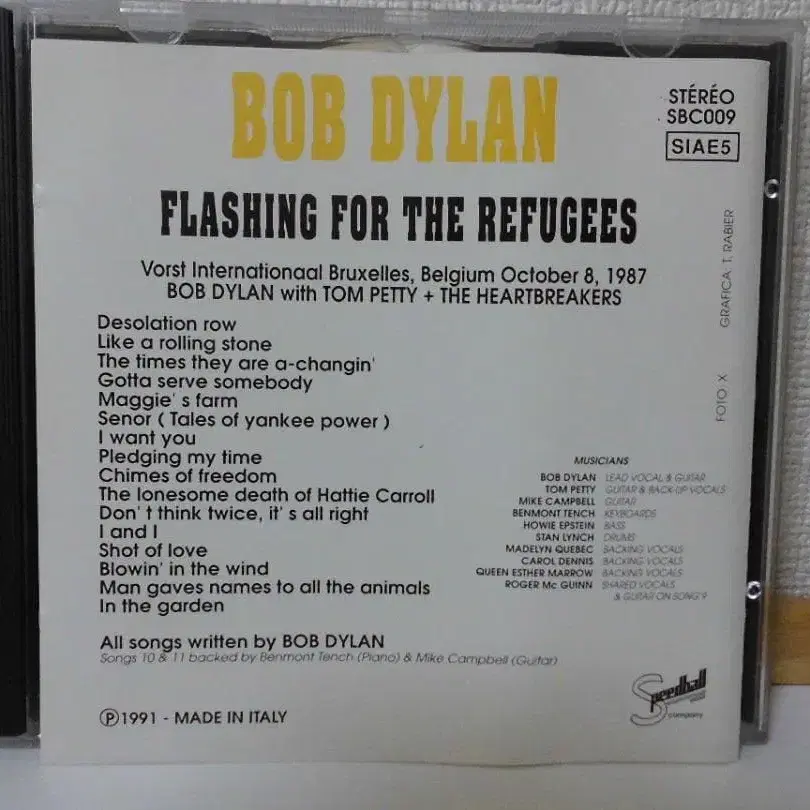 BOB DYLAN
STÉRÉO
SBC009
SIAE5
FLASHING FOR THE REFUGEES
Vorst Internationaal Bruxelles, Belgium October 8, 1987
BOB DYLAN with TOM PETTY + THE HEARTBREAKERS
GRAFICA T. RABIER
FOTO X
Desolation row
Like a rolling stone
The times they are a-changin'
Gotta serve somebody
Maggie' s farm
Senor ( Tales of yankee power )
I want you
Pledging my time
Chimes of freedom
The lonesome death of Hattie Carroll
Don' t think twice, it' s all right
I and I
Shot of love
Blowin' in the wind
Man gaves names to all the animals
In the garden
MUSICIANS
BOB DYLAN LEAD VOCAL & GUITAR
TOM PETTY GUITAR & BACK-UP VOCALS
MIKE CAMPBELL GUITAR
BENMONT TENCH KEYBOARDS
HOWIE EPSTEIN BASS
STAN LYNCH DRUMS
MADELYN QUEBEC BACKING VOCALS
CAROL DENNIS BACKING VOCALS
QUEEN ESTHER MARROW BACKING VOCALS
ROGER Mc GUINN SHARED VOCALS
& GUITAR ON SONG 9
All songs written by BOB DYLAN
Songs 10 & 11 backed by Benmont Tench (Piano) & Mike Campbell (Guitar)
℗1991 - MADE IN ITALY
Speedball
company